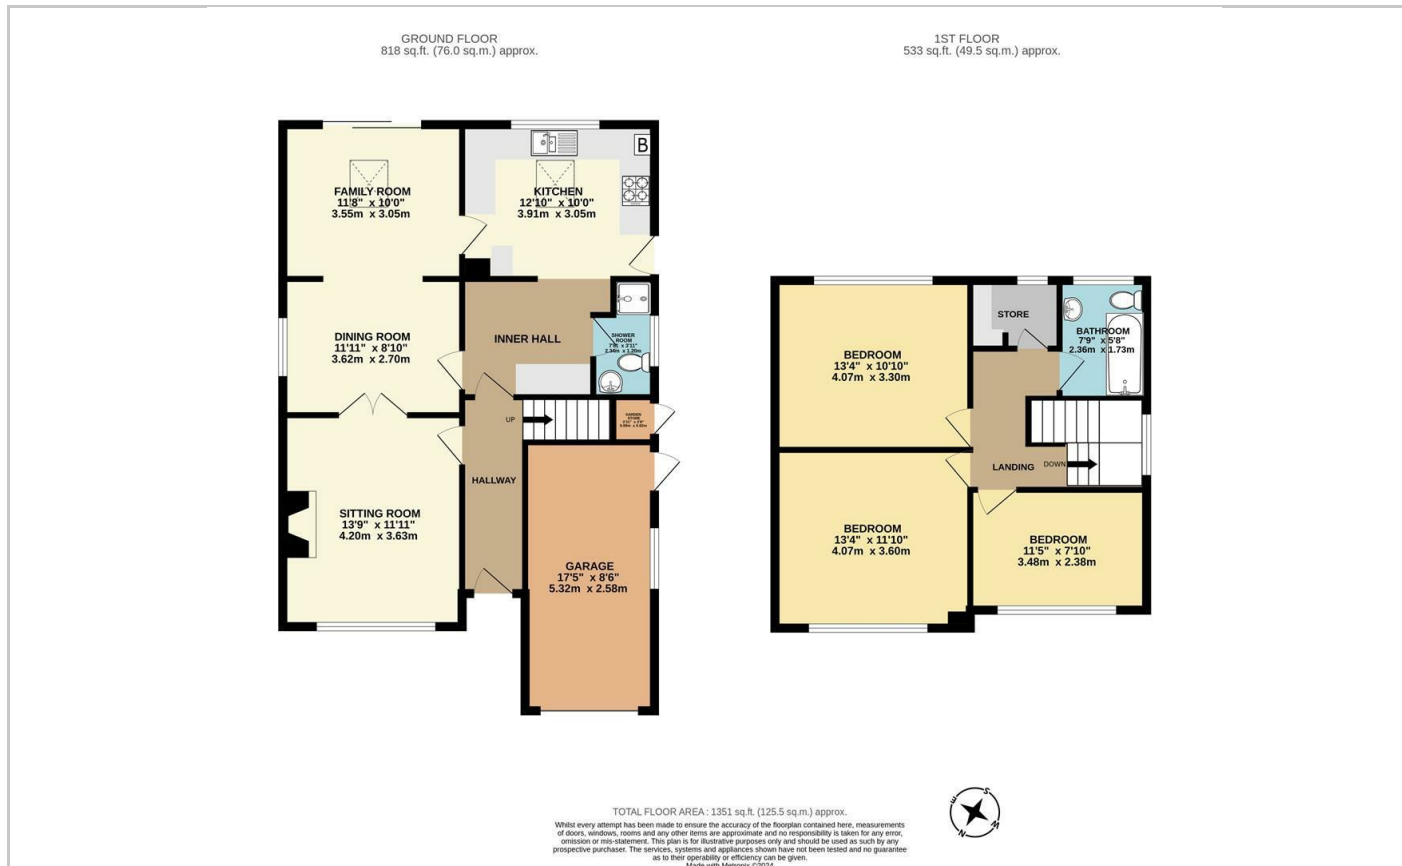 GROUND FLOOR
818 sq.ft. (76.0 sq.m.) approx.
1ST FLOOR
533 sq.ft. (49.5 sq.m.) approx.
FAMILY ROOM
11'8" x 10'0"
3.55m x 3.05m
B
KITCHEN
12'10" x 10'0"
3.91m x 3.05m
DINING ROOM
11'11" x 8'10"
3.62m x 2.70m
INNER HALL
SHOWER
ROOM
x 3'11"
x 1.20m
UP
GARDEN
STORE
HALLWAY
SITTING ROOM
13'9" x 11'11"
4.20m x 3.63m
GARAGE
17'5" x 8'6"
5.32m x 2.58m
STORE
BATHROOM
7'9" x 5'8"
2.36m x 1.73m
BEDROOM
13'4" x 10'10"
4.07m x 3.30m
LANDING
DOWN
BEDROOM
13'4" x 11'10"
4.07m x 3.60m
BEDROOM
11'5" x 7'10"
3.48m x 2.38m
TOTAL FLOOR AREA : 1351 sq.ft. (125.5 sq.m.) approx.
Whilst every attempt has been made to ensure the accuracy of the floorplan contained here, measurements
of doors, windows, rooms and any other items are approximate and no responsibility is taken for any error,
omission or mis-statement. This plan is for illustrative purposes only and should be used as such by any
prospective purchaser. The services, systems and appliances shown have not been tested and no guarantee
as to their operability or efficiency can be given.
Made with Metropix ©2024
S
E
W
N